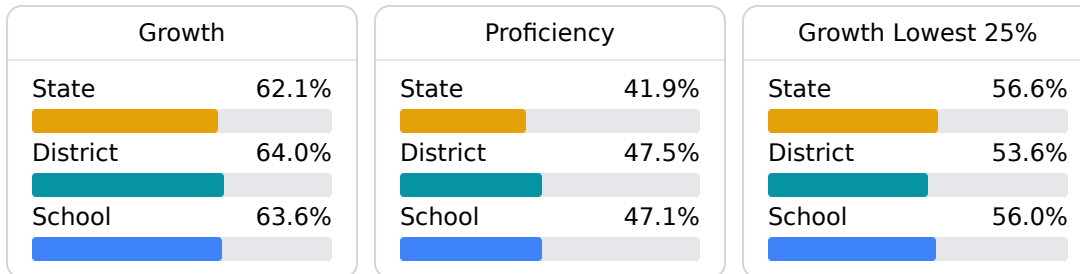 Growth
State 62.1%
District 64.0%
School 63.6%
Proficiency
State 41.9%
District 47.5%
School 47.1%
Growth Lowest 25%
State 56.6%
District 53.6%
School 56.0%